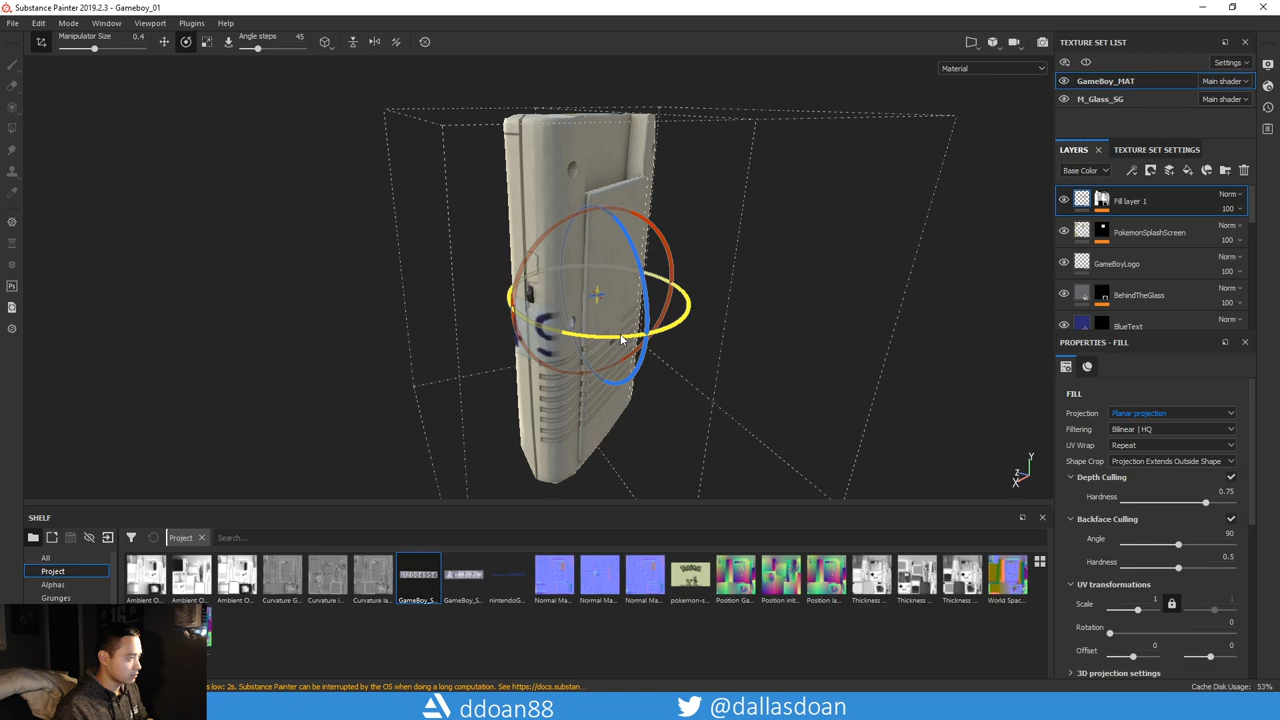 Substance Painter 2019.2.3 - Gameboy_01
File Edit Mode Window Viewport Plugins Help
Manipulator Size 0.4 Angle steps 45
Material
TEXTURE SET LIST
Settings
GameBoy_MAT Main shader
M_Glass_SG Main shader
LAYERS TEXTURE SET SETTINGS
Base Color
Fill layer 1 Norm 100
PokemonSplashScreen Norm 100
GameBoyLogo Norm 100
BehindTheGlass Norm 100
BlueText Norm
PROPERTIES - FILL
FILL
Projection Planar projection
Filtering Bilinear | HQ
UV Wrap Repeat
Shape Crop Projection Extends Outside Shape
Depth Culling
Hardness 0.75
Backface Culling
Angle 90
Hardness 0.5
UV transformations
Scale 1 1
Rotation 0
Offset 0 0
3D projection settings
Y
Z
X
SHELF
Project Search...
All
Project
Alphas
Grunges
Ambient O... Ambient O... Ambient O... Curvature G... Curvature i... Curvature la... GameBoy_S... GameBoy_S... nintendoG... Normal Ma... Normal Ma... Normal Ma... pokemon-s... Position Ga... Position init... Position la... Thickness ... Thickness ... Thickness ... World Spac...
low: 2s. Substance Painter can be interrupted by the OS when doing a long computation. See https://docs.substan...
Cache Disk Usage: 53%
ddoan88 @dallasdoan